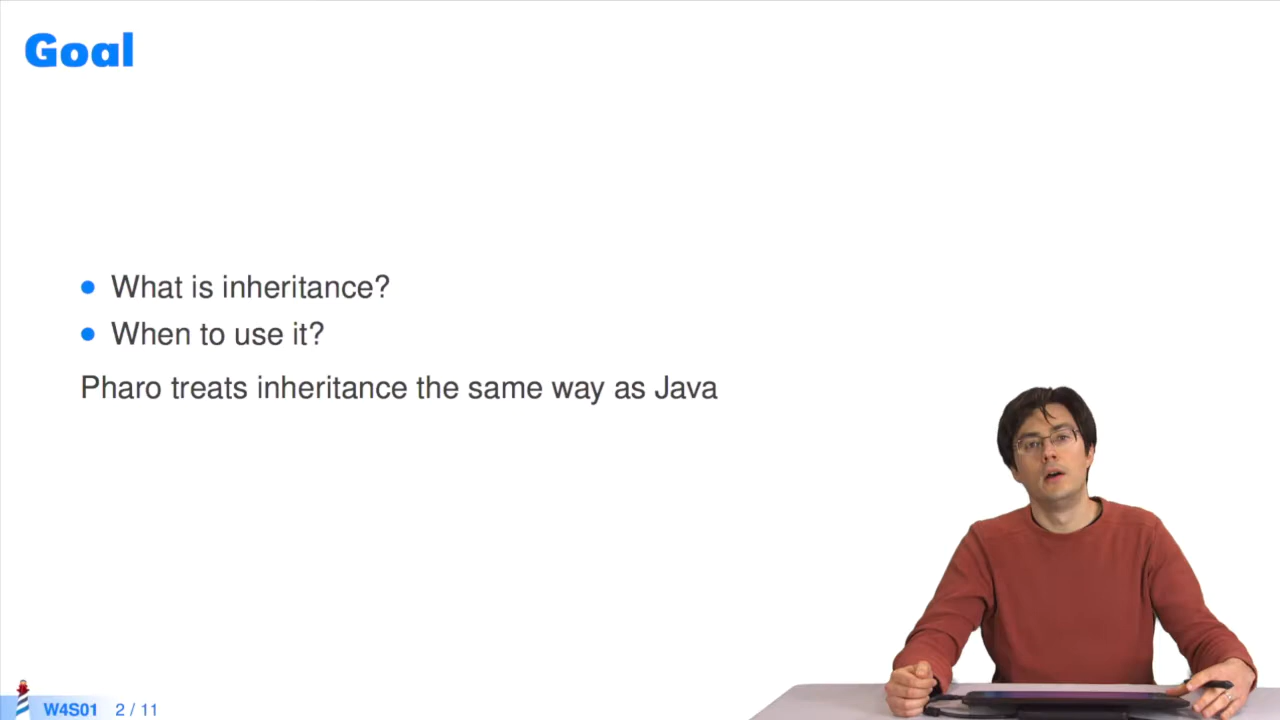 Goal
What is inheritance?
When to use it?
Pharo treats inheritance the same way as Java
W4S01 2 / 11